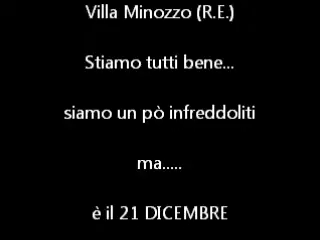 Villa Minozzo (R.E.)
Stiamo tutti bene...
siamo un pò infreddoliti
ma.....
è il 21 DICEMBRE